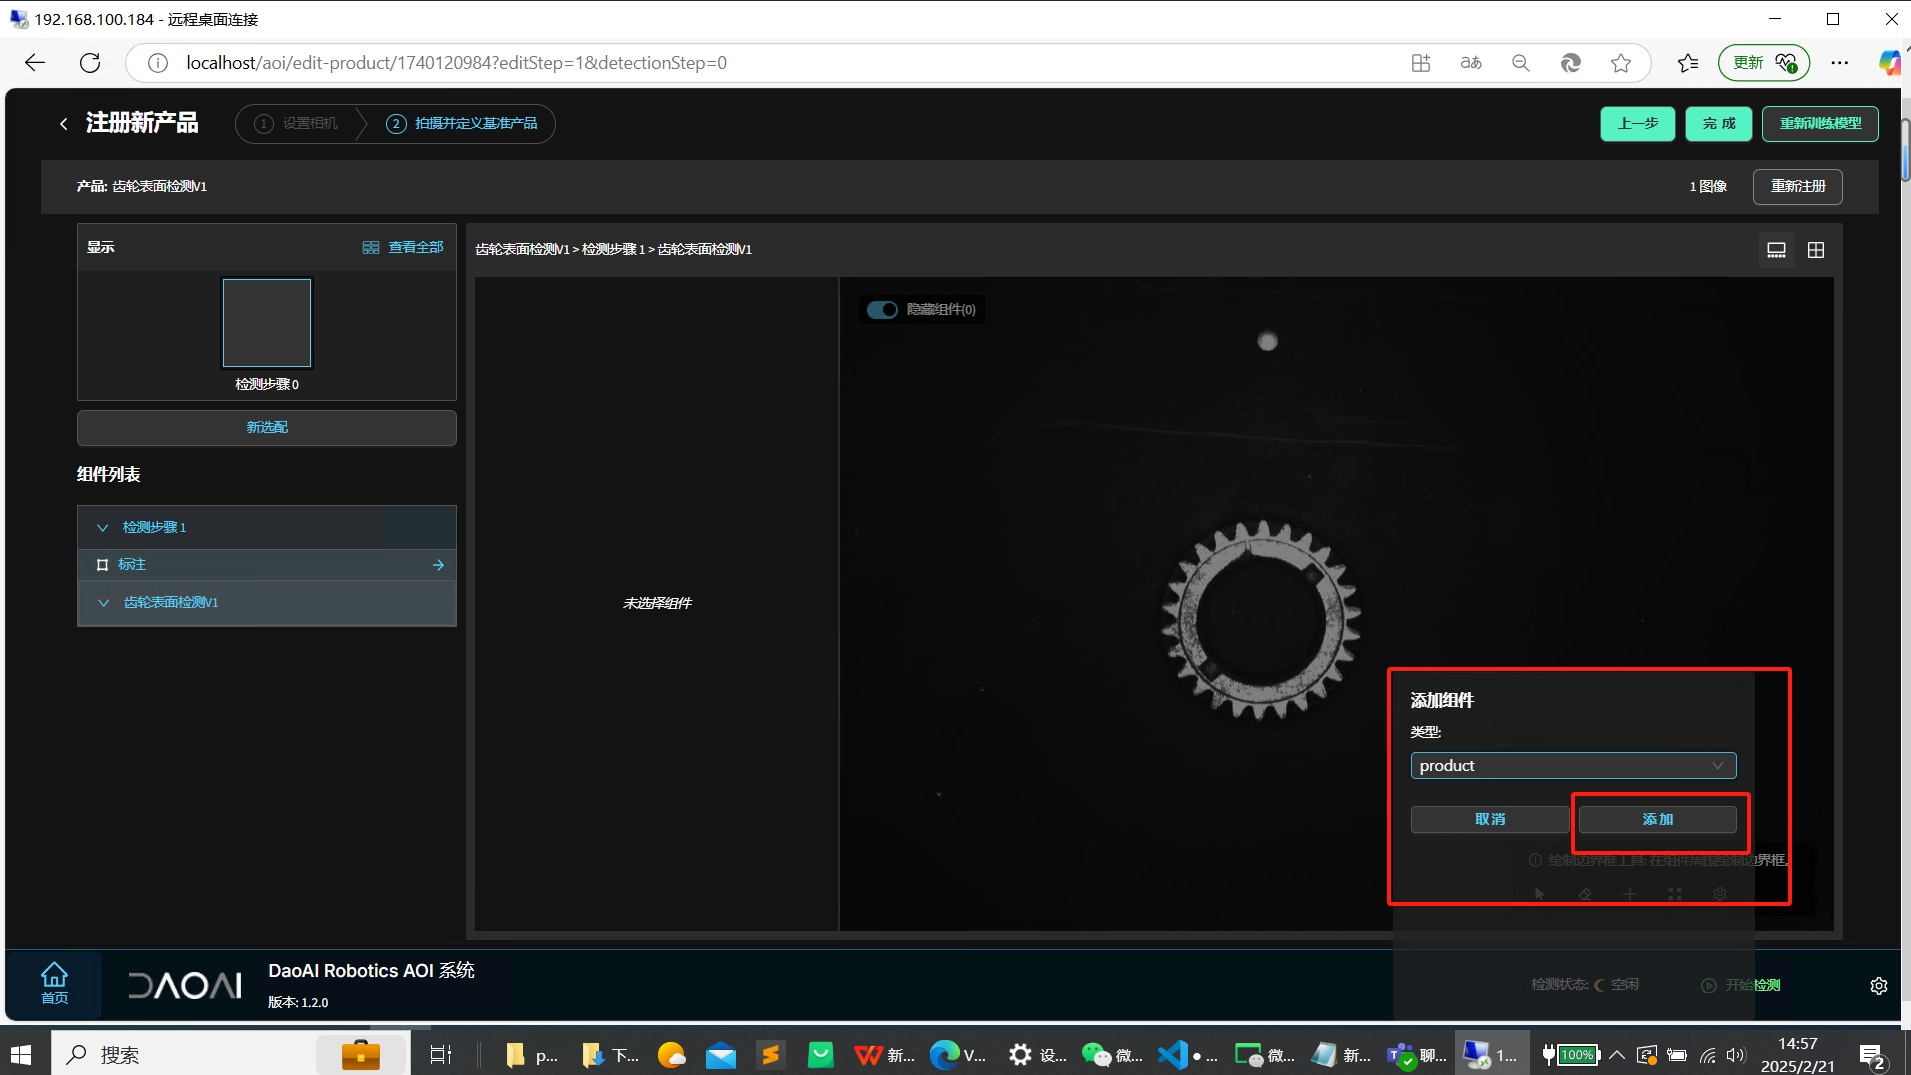 192.168.100.184 - 远程桌面连接
localhost/aoi/edit-product/1740120984?editStep=1&detectionStep=0
aあ
更新
注册新产品
1 设置相机
2 拍摄并定义基准产品
上一步
完 成
重新训练模型
产品: 齿轮表面检测V1
1 图像
重新注册
显示
查看全部
检测步骤 0
新选配
组件列表
检测步骤 1
标注
齿轮表面检测V1
齿轮表面检测V1 > 检测步骤 1 > 齿轮表面检测V1
隐藏组件(0)
未选择组件
添加组件
类型:
product
取消
添加
绘制边界框工具: 在组件周围绘制边界框。
首页
DAOAI
DaoAI Robotics AOI 系统
版本: 1.2.0
检测状态: 空闲
开始检测
搜索
p...
下...
新...
V...
设...
微...
● ...
微...
新...
聊...
1...
100%
14:57
2025/2/21
2